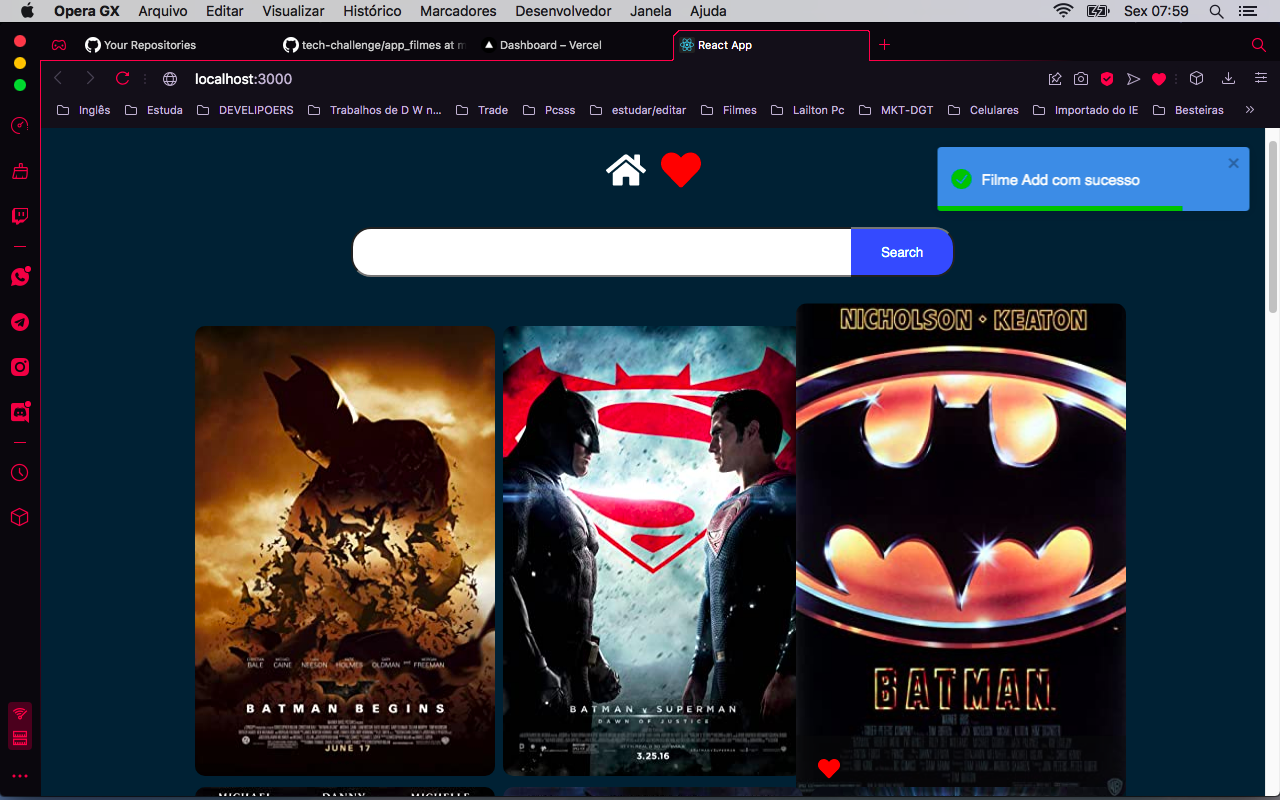 Opera GX Arquivo Editar Visualizar Histórico Marcadores Desenvolvedor Janela Ajuda Sex 07:59
Your Repositories tech-challenge/app_filmes at m Dashboard – Vercel React App
localhost:3000
Inglês Estuda DEVELIPOERS Trabalhos de D W n... Trade Pcsss estudar/editar Filmes Lailton Pc MKT-DGT Celulares Importado do IE Besteiras
Filme Add com sucesso
Search
NICHOLSON • KEATON
BALE CAINE NEESON HOLMES OLDMAN AND FREEMAN
BATMAN BEGINS
JUNE 17
BATMAN V SUPERMAN
DAWN OF JUSTICE
3.25.16
BATMAN
MICHAEL DANNY MICHELLE